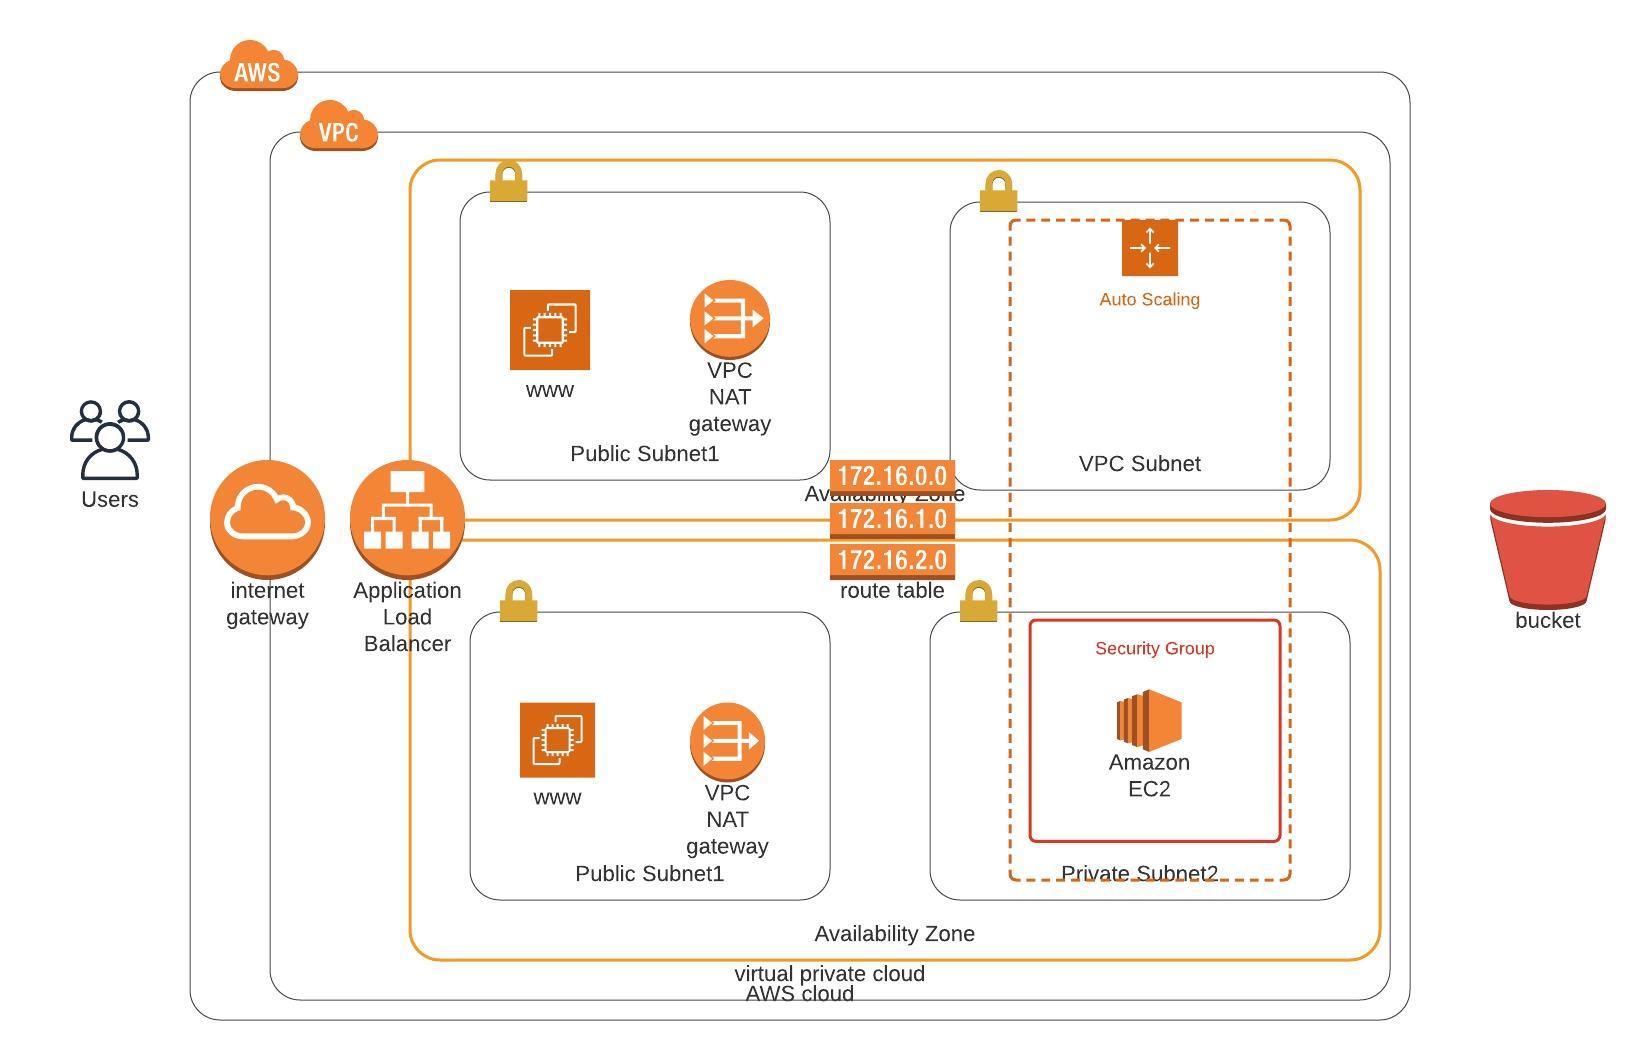 AWS
VPC
www
VPC
NAT
gateway
Public Subnet1
Auto Scaling
VPC Subnet
Users
internet
gateway
Application
Load
Balancer
172.16.0.0
Availability Zone
172.16.1.0
172.16.2.0
route table
www
VPC
NAT
gateway
Public Subnet1
Security Group
Amazon
EC2
Private Subnet2
bucket
Availability Zone
virtual private cloud
AWS cloud